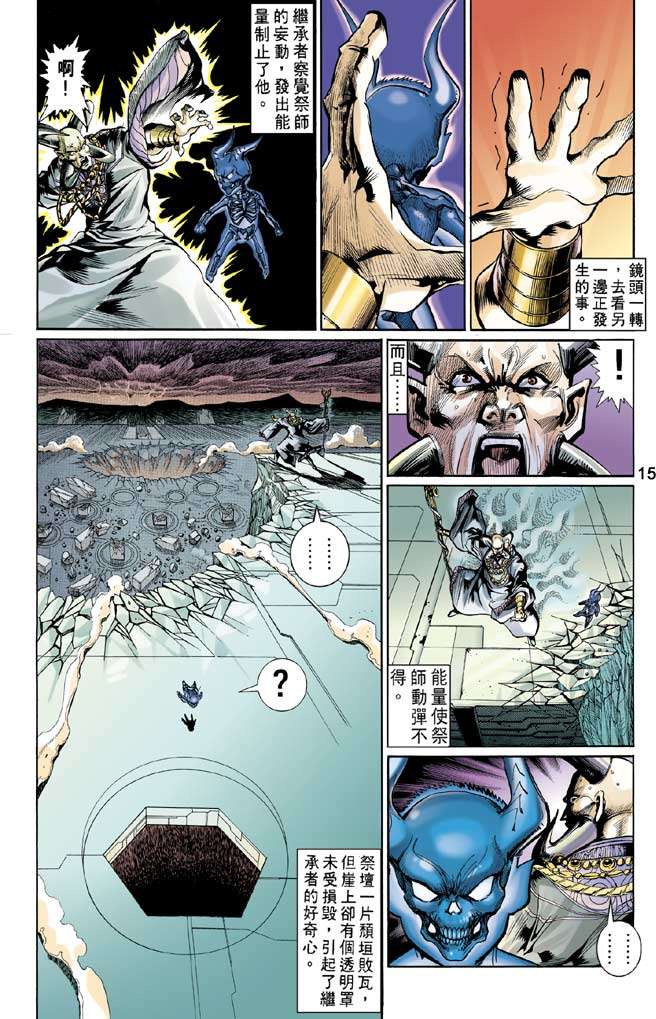 鏡頭一轉
，去看另
一邊正發
生的事。
繼承者察覺祭師
的妄動，發出能
量制止了他。
啊！
！
而且……
15
能量使祭
師動彈不
得。
……
……
？
祭壇一片頹垣敗瓦，
但崖上卻有個透明罩
未受損毀，引起了繼
承者的好奇心。